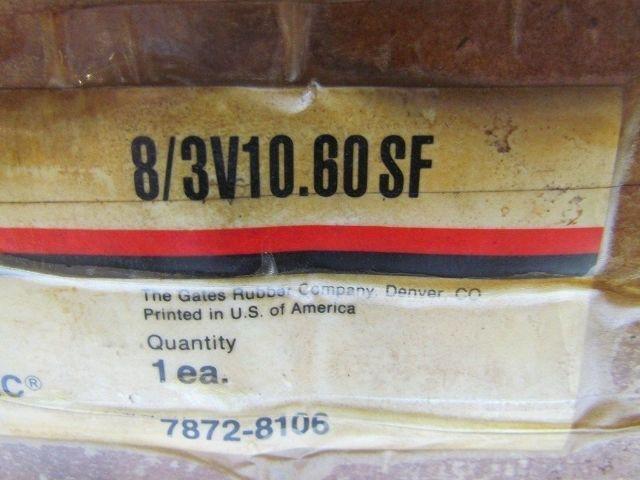 8/3V10.60 SF
The Gates Rubber Company, Denver, CO
Printed in U.S. of America
Quantity
1 ea.
C®
7872-8106